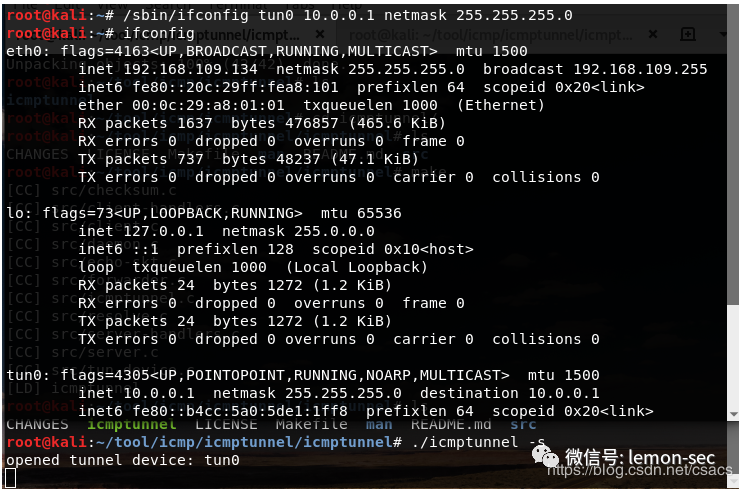 root@kali:~# /sbin/ifconfig tun0 10.0.0.1 netmask 255.255.255.0
root@kali:~# ifconfig
eth0: flags=4163<UP,BROADCAST,RUNNING,MULTICAST>  mtu 1500
        inet 192.168.109.134  netmask 255.255.255.0  broadcast 192.168.109.255
        inet6 fe80::20c:29ff:fea8:101  prefixlen 64  scopeid 0x20<link>
        ether 00:0c:29:a8:01:01  txqueuelen 1000  (Ethernet)
        RX packets 1637  bytes 476857 (465.6 KiB)
        RX errors 0  dropped 0  overruns 0  frame 0
        TX packets 737  bytes 48237 (47.1 KiB)
        TX errors 0  dropped 0 overruns 0  carrier 0  collisions 0
lo: flags=73<UP,LOOPBACK,RUNNING>  mtu 65536
        inet 127.0.0.1  netmask 255.0.0.0
        inet6 ::1  prefixlen 128  scopeid 0x10<host>
        loop  txqueuelen 1000  (Local Loopback)
        RX packets 24  bytes 1272 (1.2 KiB)
        RX errors 0  dropped 0  overruns 0  frame 0
        TX packets 24  bytes 1272 (1.2 KiB)
        TX errors 0  dropped 0 overruns 0  carrier 0  collisions 0
tun0: flags=4305<UP,POINTOPOINT,RUNNING,NOARP,MULTICAST>  mtu 1500
        inet 10.0.0.1  netmask 255.255.255.0  destination 10.0.0.1
        inet6 fe80::b4cc:5a05:5de1:1ff8  prefixlen 64  scopeid 0x20<link>
CHANGES  icmptunnel  LICENSE  Makefile  man  README.md  src
root@kali:~/tool/icmp/icmptunnel/icmptunnel# ./icmptunnel -s
opened tunnel device: tun0
微信号: lemon-sec
https://blog.csdn.net/csacs